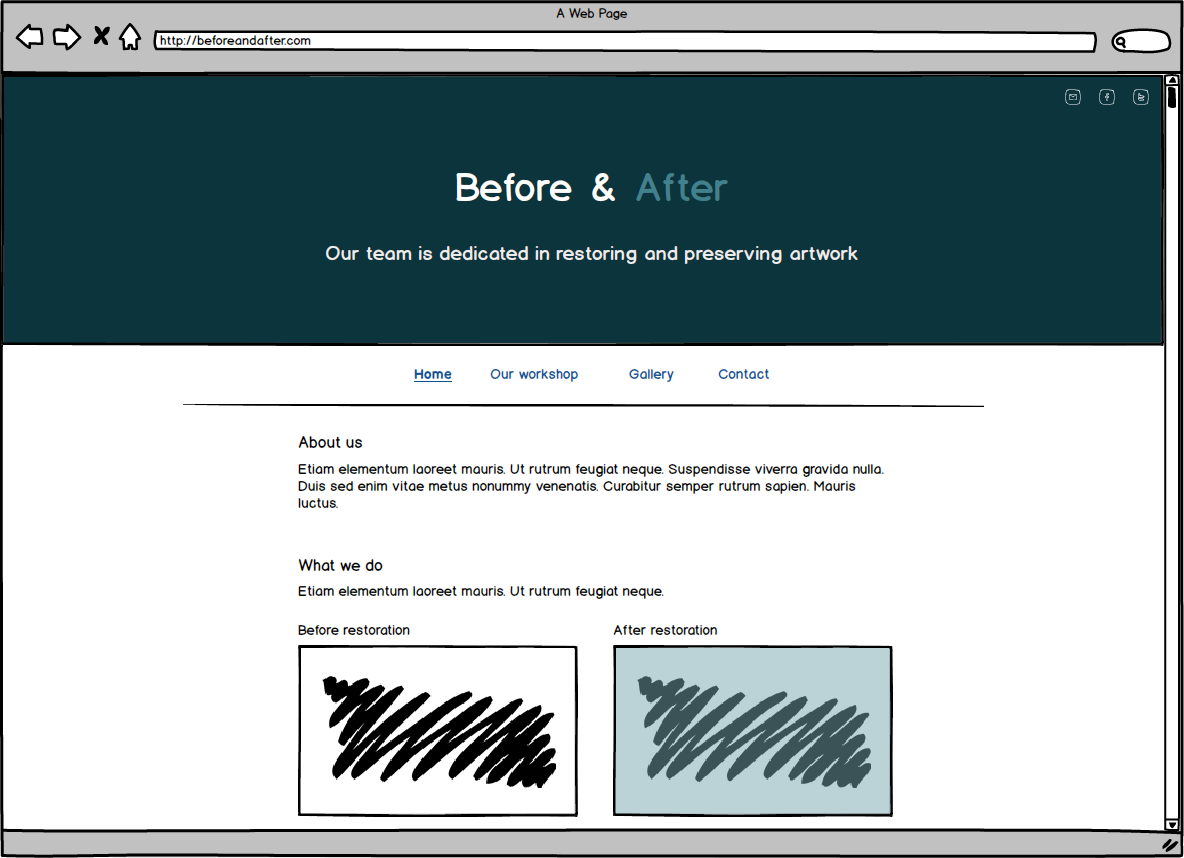 A Web Page
http://beforeandafter.com
Before & After
Our team is dedicated in restoring and preserving artwork
Home Our workshop Gallery Contact
About us
Etiam elementum laoreet mauris. Ut rutrum feugiat neque. Suspendisse viverra gravida nulla.
Duis sed enim vitae metus nonummy venenatis. Curabitur semper rutrum sapien. Mauris
luctus.
What we do
Etiam elementum laoreet mauris. Ut rutrum feugiat neque.
Before restoration After restoration